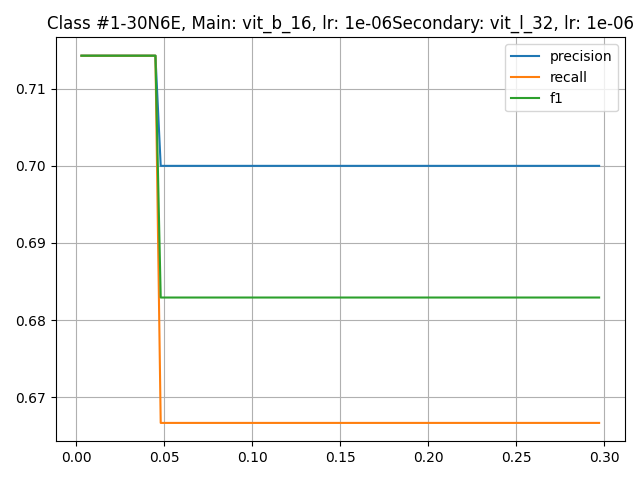 Class #1-30N6E, Main: vit_b_16, lr: 1e-06Secondary: vit_l_32, lr: 1e-06
precision
recall
f1
0.71
0.70
0.69
0.68
0.67
0.00 0.05 0.10 0.15 0.20 0.25 0.30